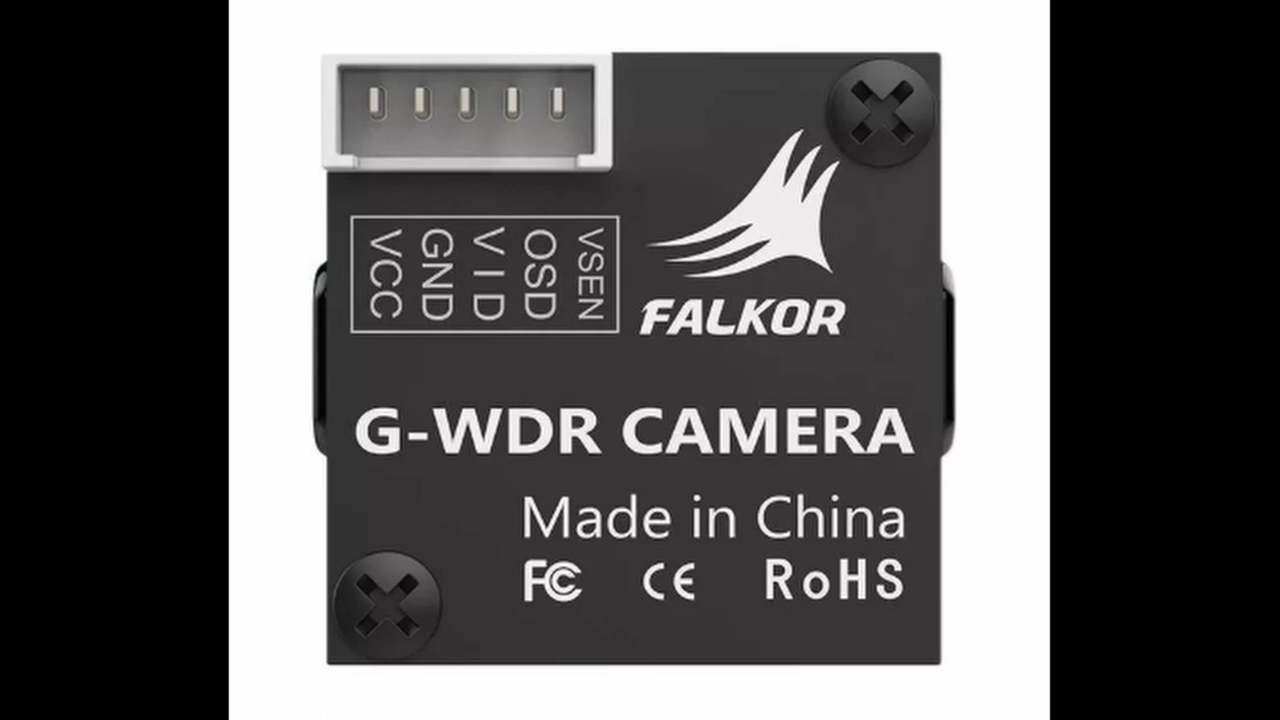 VCC
GND
VID
OSD
VSEN
FALKOR
G-WDR CAMERA
Made in China
FC CE RoHS